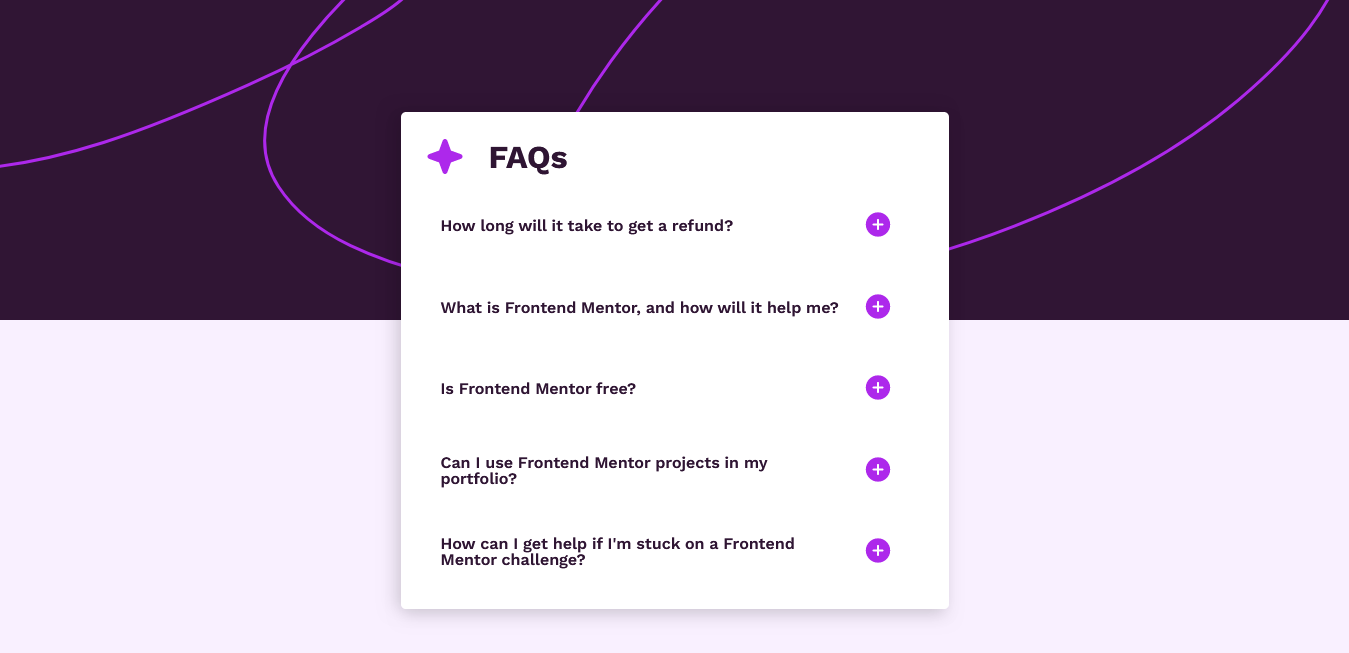 FAQs
How long will it take to get a refund?
What is Frontend Mentor, and how will it help me?
Is Frontend Mentor free?
Can I use Frontend Mentor projects in my
portfolio?
How can I get help if I'm stuck on a Frontend
Mentor challenge?